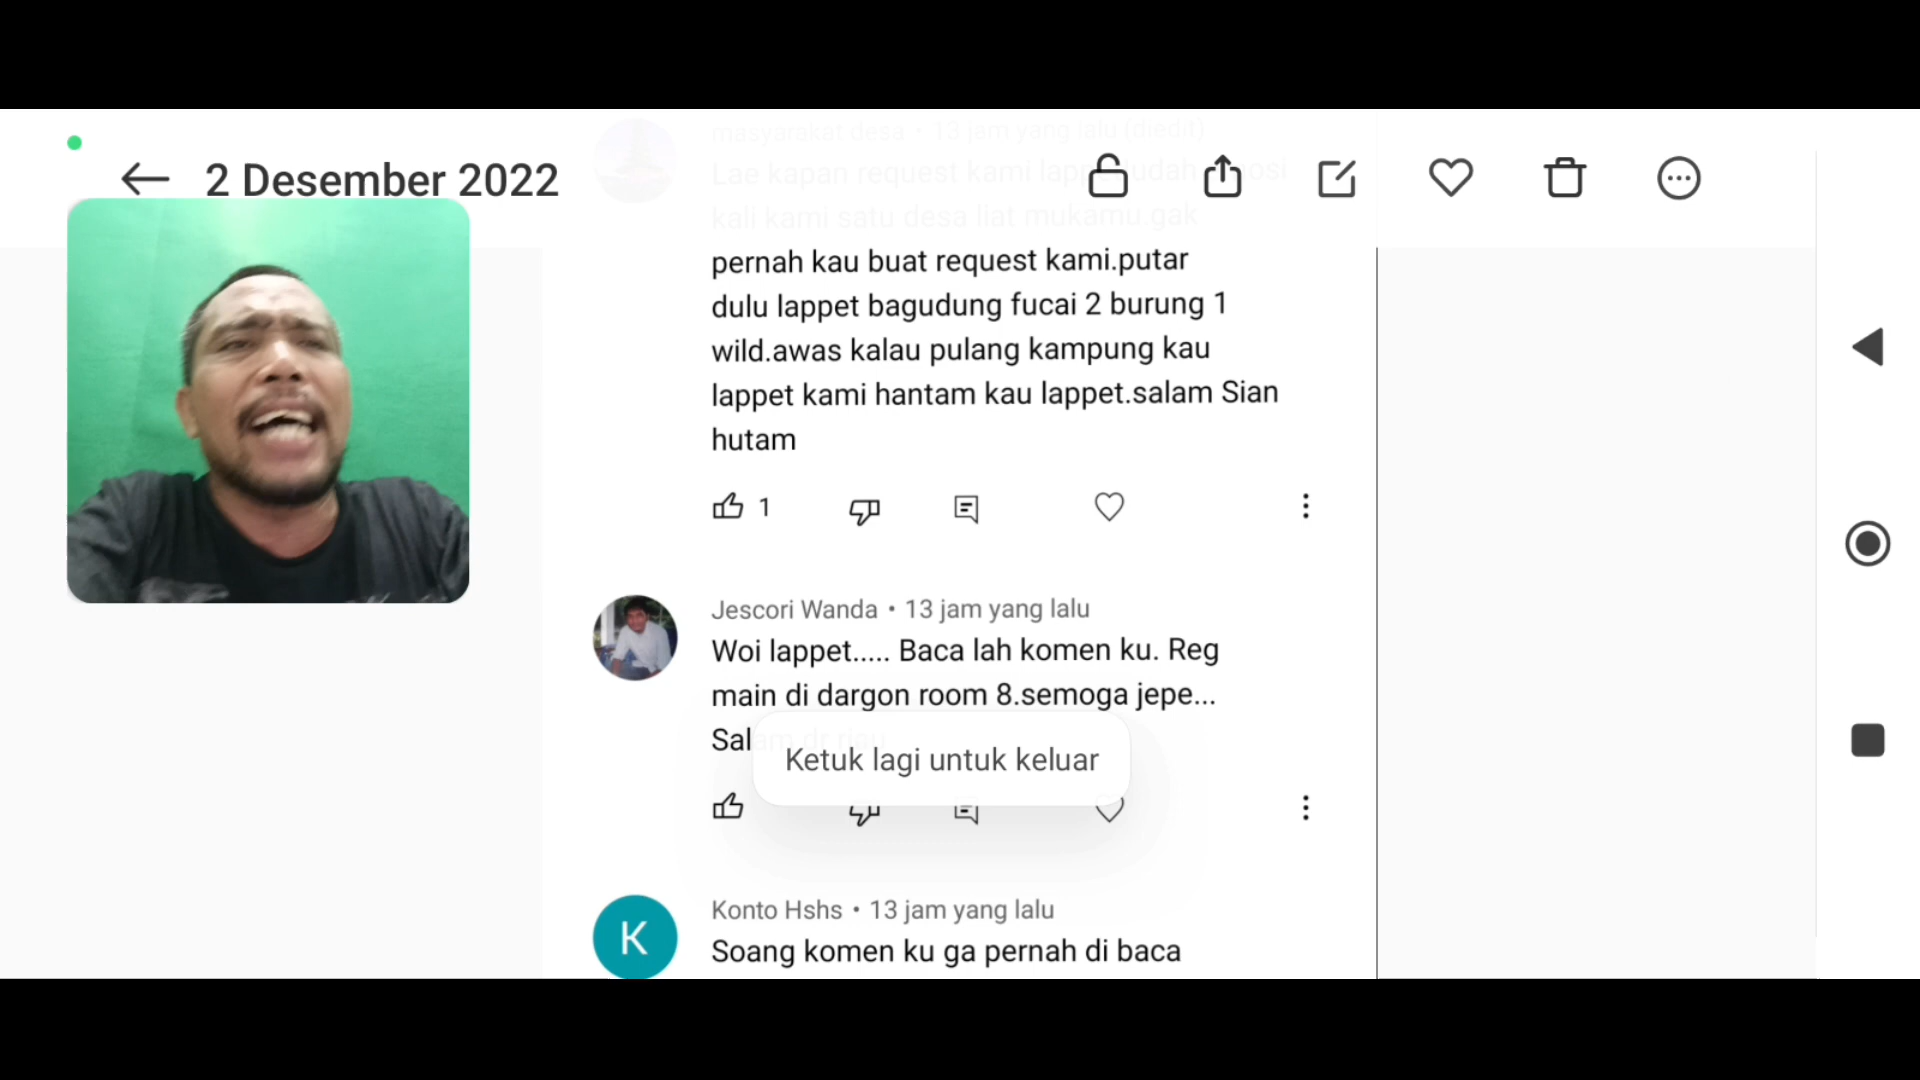 2 Desember 2022
masyarakat desa • 13 jam yang lalu (diedit)
Lae kapan request kami lappet udah
kali kami satu desa liat mukamu gak
pernah kau buat request kami.putar
dulu lappet bagudung fucai 2 burung 1
wild.awas kalau pulang kampung kau
lappet kami hantam kau lappet.salam Sian
hutam
1
Jescori Wanda • 13 jam yang lalu
Woi lappet..... Baca lah komen ku. Reg
main di dargon room 8.semoga jepe...
Salam dr riau
Ketuk lagi untuk keluar
K
Konto Hshs • 13 jam yang lalu
Soang komen ku ga pernah di baca